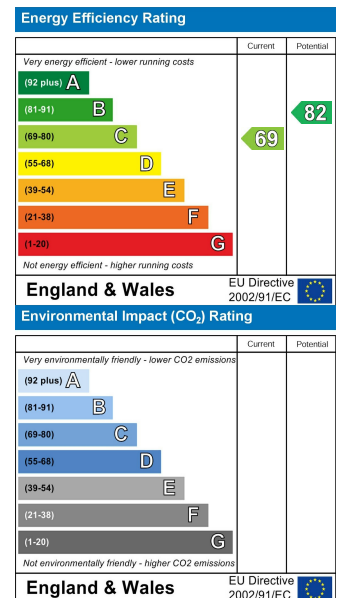 Energy Efficiency Rating
Current Potential
Very energy efficient - lower running costs
(92 plus) A
(81-91) B
(69-80) C
(55-68) D
(39-54) E
(21-38) F
(1-20) G
82
69
Not energy efficient - higher running costs
England & Wales
EU Directive
2002/91/EC
Environmental Impact (CO₂) Rating
Current Potential
Very environmentally friendly - lower CO2 emissions
(92 plus) A
(81-91) B
(69-80) C
(55-68) D
(39-54) E
(21-38) F
(1-20) G
Not environmentally friendly - higher CO2 emissions
England & Wales
EU Directive
2002/91/EC